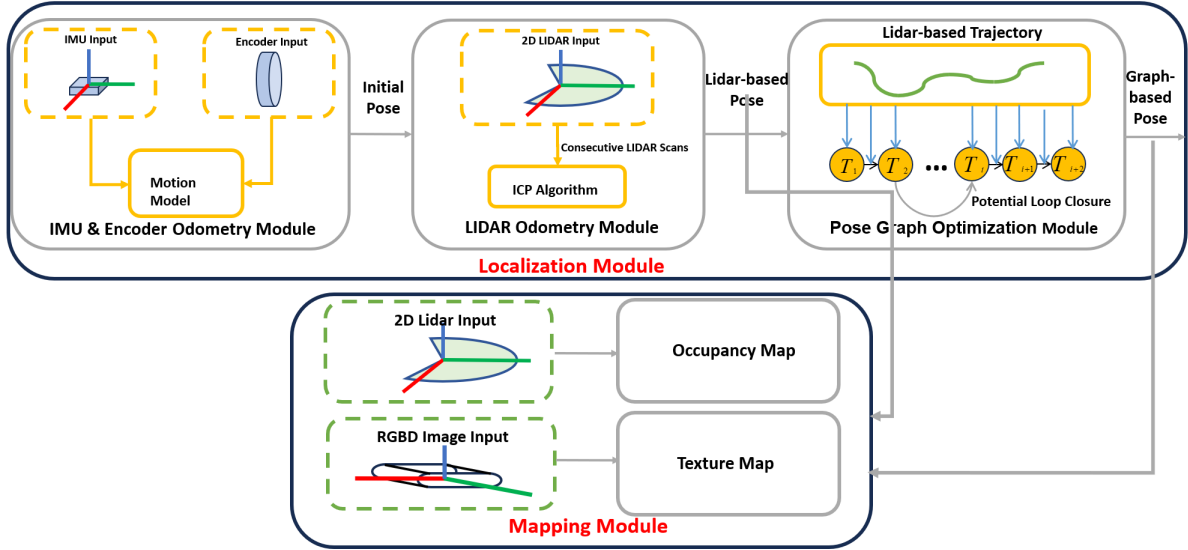 IMU Input
Encoder Input
Motion
Model
IMU & Encoder Odometry Module
Initial
Pose
2D LIDAR Input
Consecutive LIDAR Scans
ICP Algorithm
LIDAR Odometry Module
Lidar-based
Pose
Lidar-based Trajectory
T1
T2
...
Ti
Ti+1
Ti+2
Potential Loop Closure
Pose Graph Optimization Module
Graph-
based
Pose
Localization Module
2D Lidar Input
Occupancy Map
RGBD Image Input
Texture Map
Mapping Module